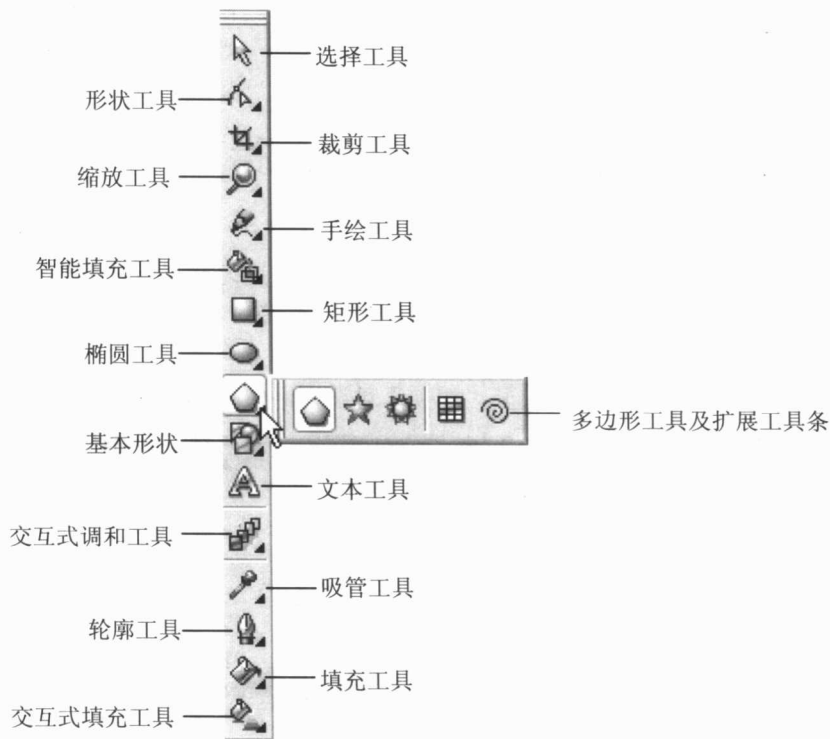 选择工具
形状工具
裁剪工具
缩放工具
手绘工具
智能填充工具
矩形工具
椭圆工具
多边形工具及扩展工具条
基本形状
文本工具
交互式调和工具
吸管工具
轮廓工具
填充工具
交互式填充工具